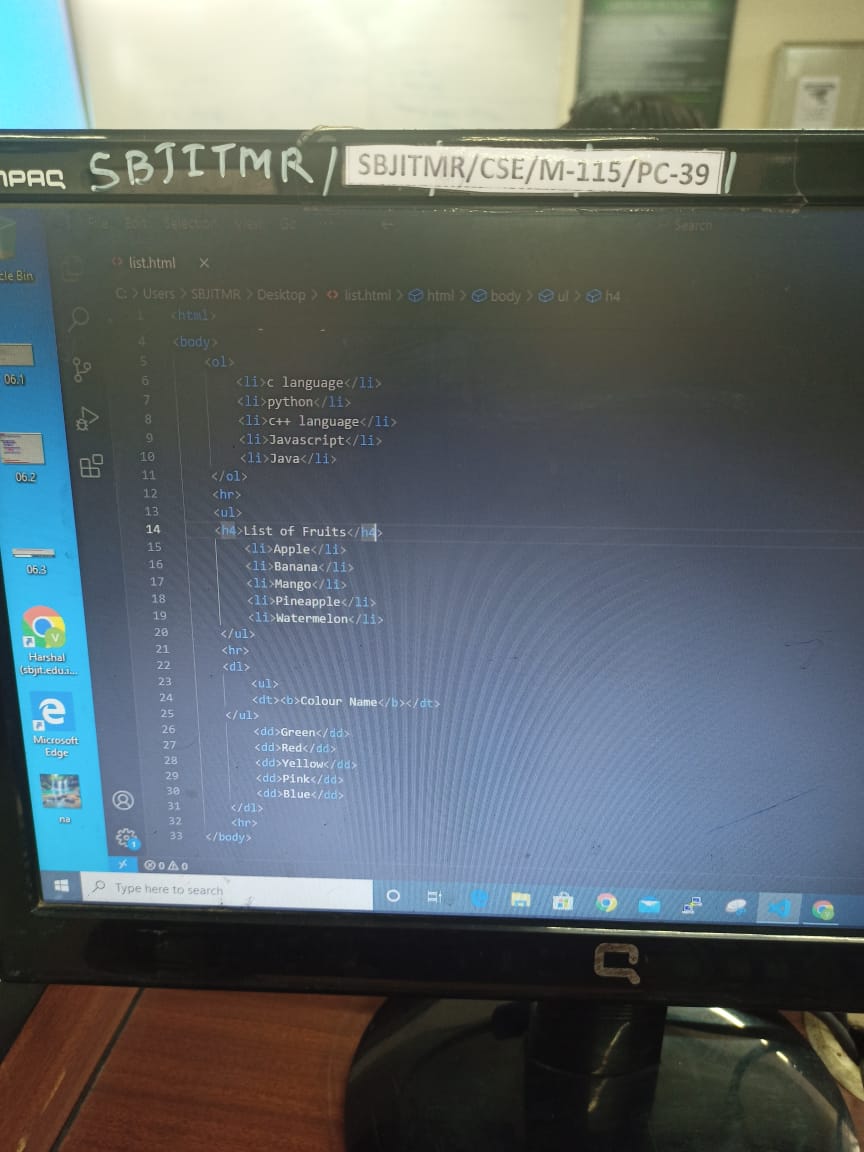 MPAQ SBJITMR/ SBJITMR/CSE/M-115/PC-39
File Edit Selection View Go Search
cle Bin
list.html
C: > Users > SBJITMR > Desktop > list.html > html > body > ul > h4
1 <html>
4 <body>
5 <ol>
6 <li>c language</li>
7 <li>python</li>
8 <li>c++ language</li>
9 <li>Javascript</li>
10 <li>Java</li>
11 </ol>
12 <hr>
13 <ul>
14 <h4>List of Fruits</h4>
15 <li>Apple</li>
16 <li>Banana</li>
17 <li>Mango</li>
18 <li>Pineapple</li>
19 <li>Watermelon</li>
20 </ul>
21 <hr>
22 <dl>
23 <ul>
24 <dt><b>Colour Name</b></dt>
25 </ul>
26 <dd>Green</dd>
27 <dd>Red</dd>
28 <dd>Yellow</dd>
29 <dd>Pink</dd>
30 <dd>Blue</dd>
31 </dl>
32 <hr>
33 </body>
06.1
06.2
06.3
Harshal
(sbjit.edu.i...
Microsoft
Edge
na
1
0 0
Type here to search